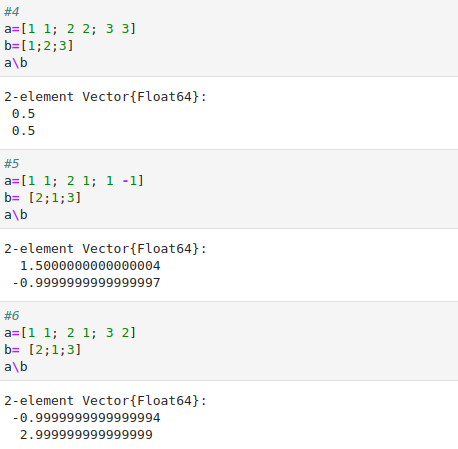 #4
a=[1 1; 2 2; 3 3]
b=[1;2;3]
a\b
2-element Vector{Float64}:
0.5
0.5
#5
a=[1 1; 2 1; 1 -1]
b= [2;1;3]
a\b
2-element Vector{Float64}:
1.5000000000000004
-0.9999999999999997
#6
a=[1 1; 2 1; 3 2]
b= [2;1;3]
a\b
2-element Vector{Float64}:
-0.9999999999999994
2.999999999999999